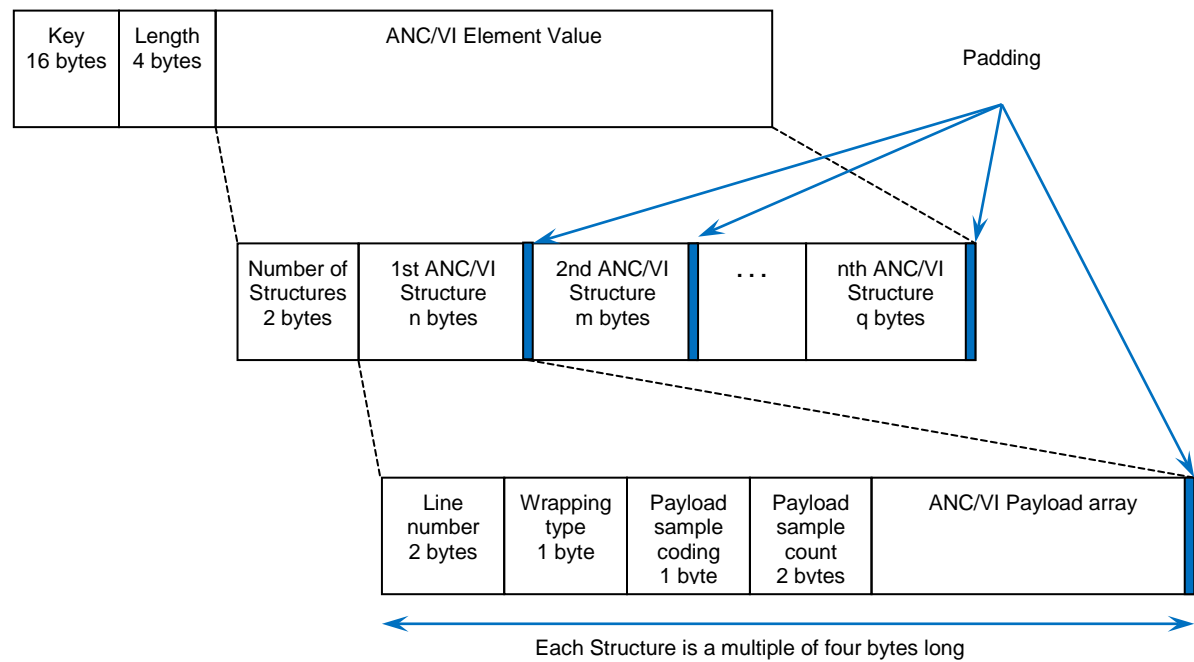 Key
16 bytes
Length
4 bytes
ANC/VI Element Value
Padding
Number of
Structures
2 bytes
1st ANC/VI
Structure
n bytes
2nd ANC/VI
Structure
m bytes
. . .
nth ANC/VI
Structure
q bytes
Line
number
2 bytes
Wrapping
type
1 byte
Payload
sample
coding
1 byte
Payload
sample
count
2 bytes
ANC/VI Payload array
Each Structure is a multiple of four bytes long